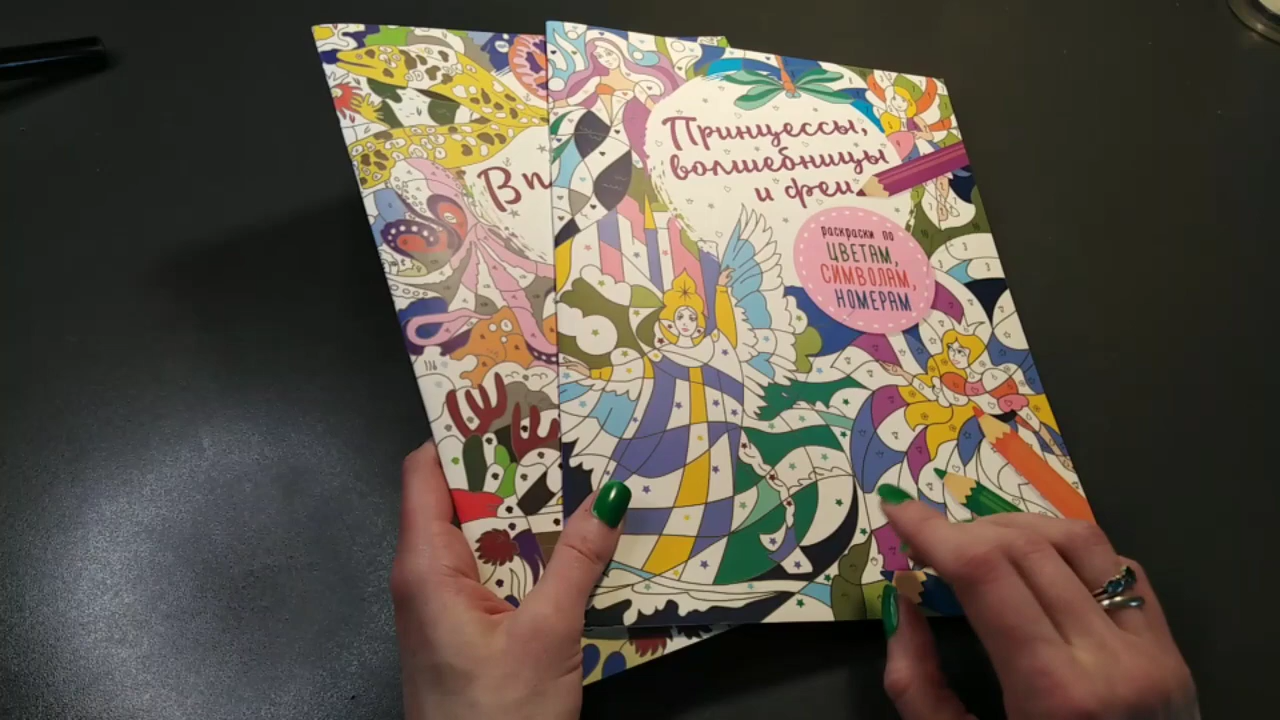 Принцессы,
волшебницы
и феи
раскраски по
ЦВЕТАМ,
СИМВОЛАМ,
НОМЕРАМ
В п